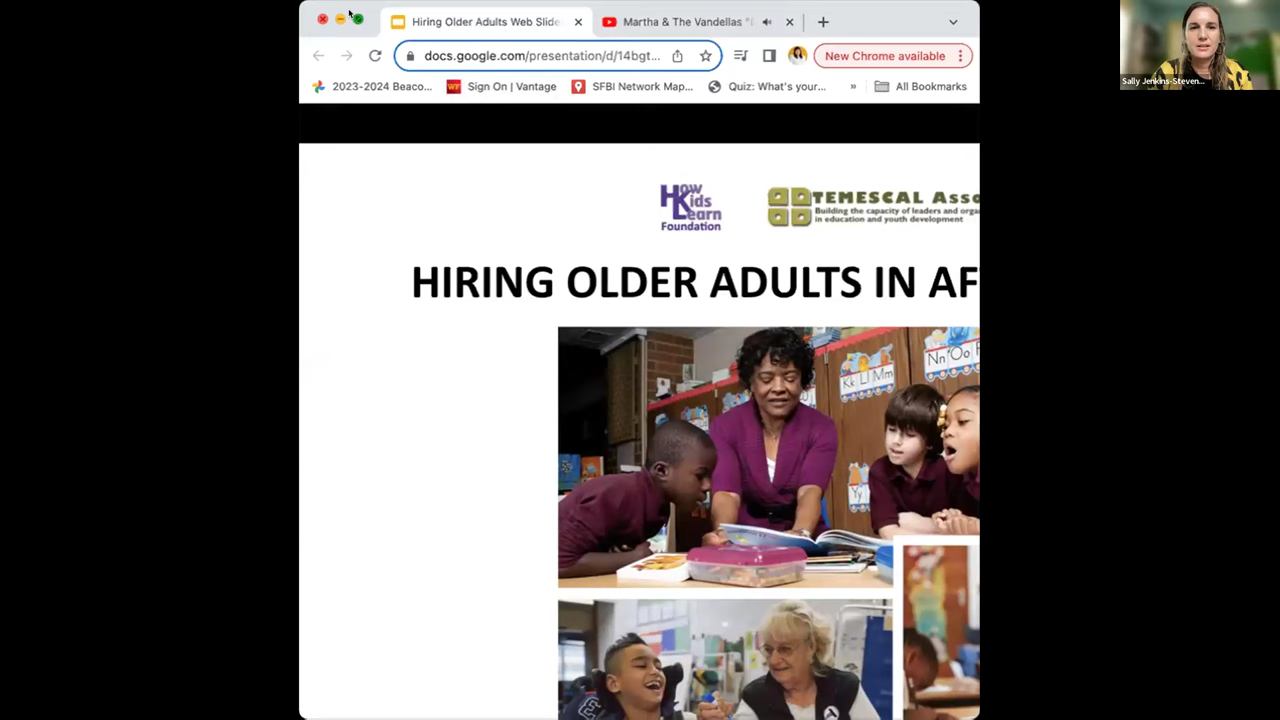 Hiring Older Adults Web Slide
Martha & The Vandellas "
docs.google.com/presentation/d/14bgt...
New Chrome available
2023-2024 Beaco...
Sign On | Vantage
SFBI Network Map...
Quiz: What's your...
»
All Bookmarks
Sally Jenkins-Steven...
How
Kids
Learn
Foundation
TEMESCAL Asso
Building the capacity of leaders and orga
in education and youth development
HIRING OLDER ADULTS IN AF
Kk Ll Mm
Nn Oo P
Yy